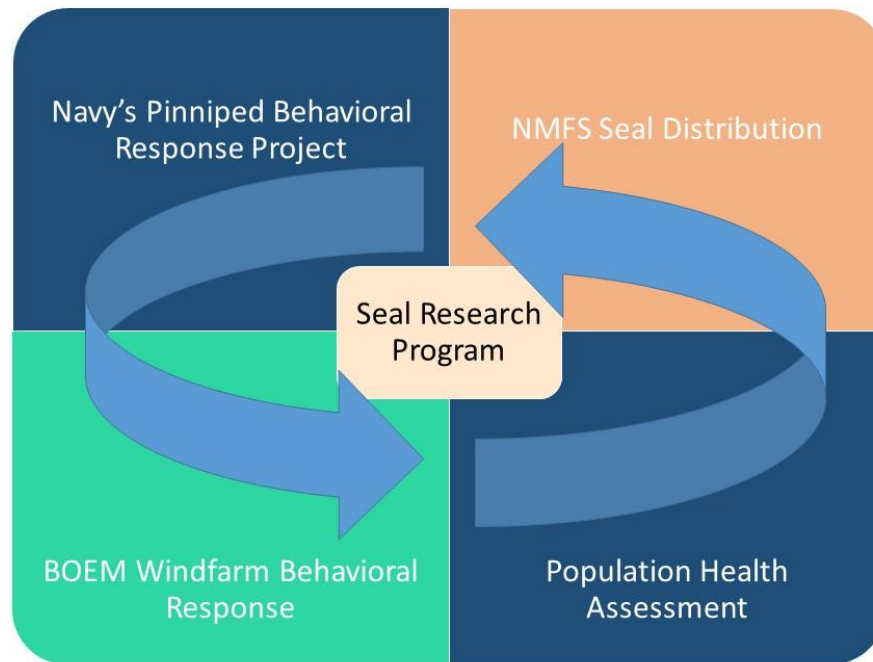 Navy's Pinniped Behavioral
Response Project
NMFS Seal Distribution
Seal Research
Program
BOEM Windfarm Behavioral
Response
Population Health
Assessment